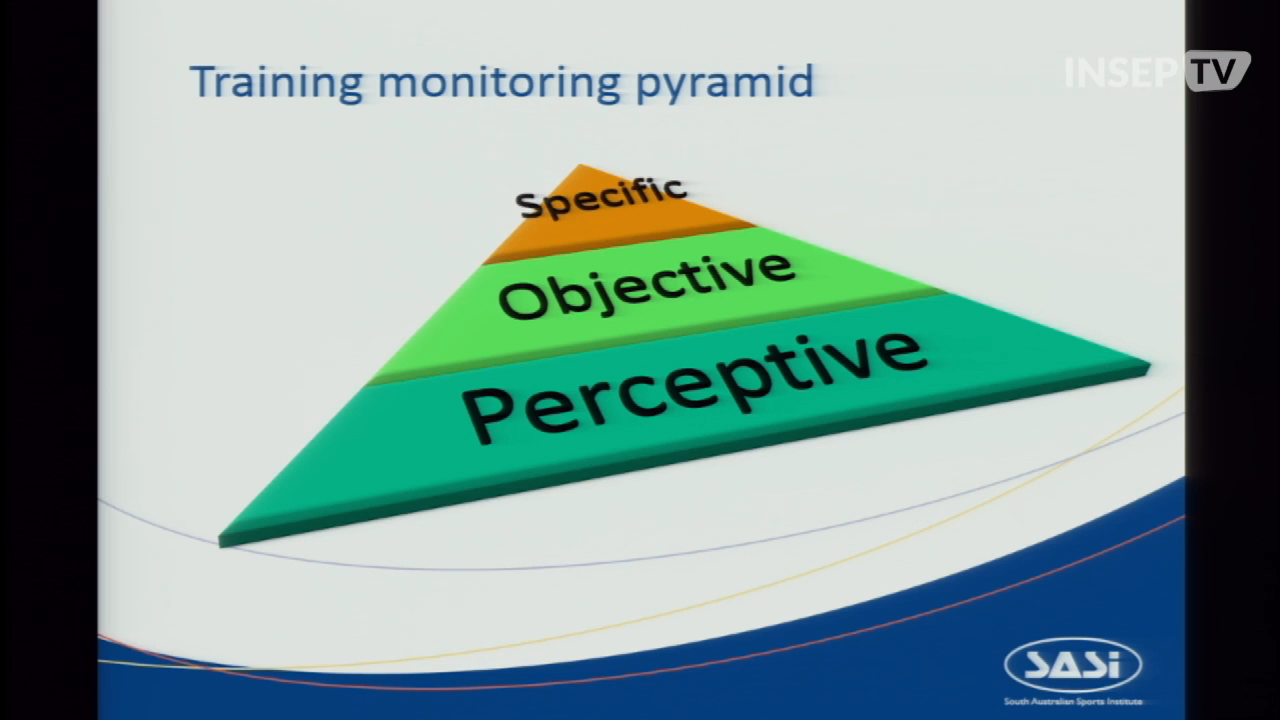 Training monitoring pyramid
INSEP TV
Specific
Objective
Perceptive
SASi
South Australian Sports Institute